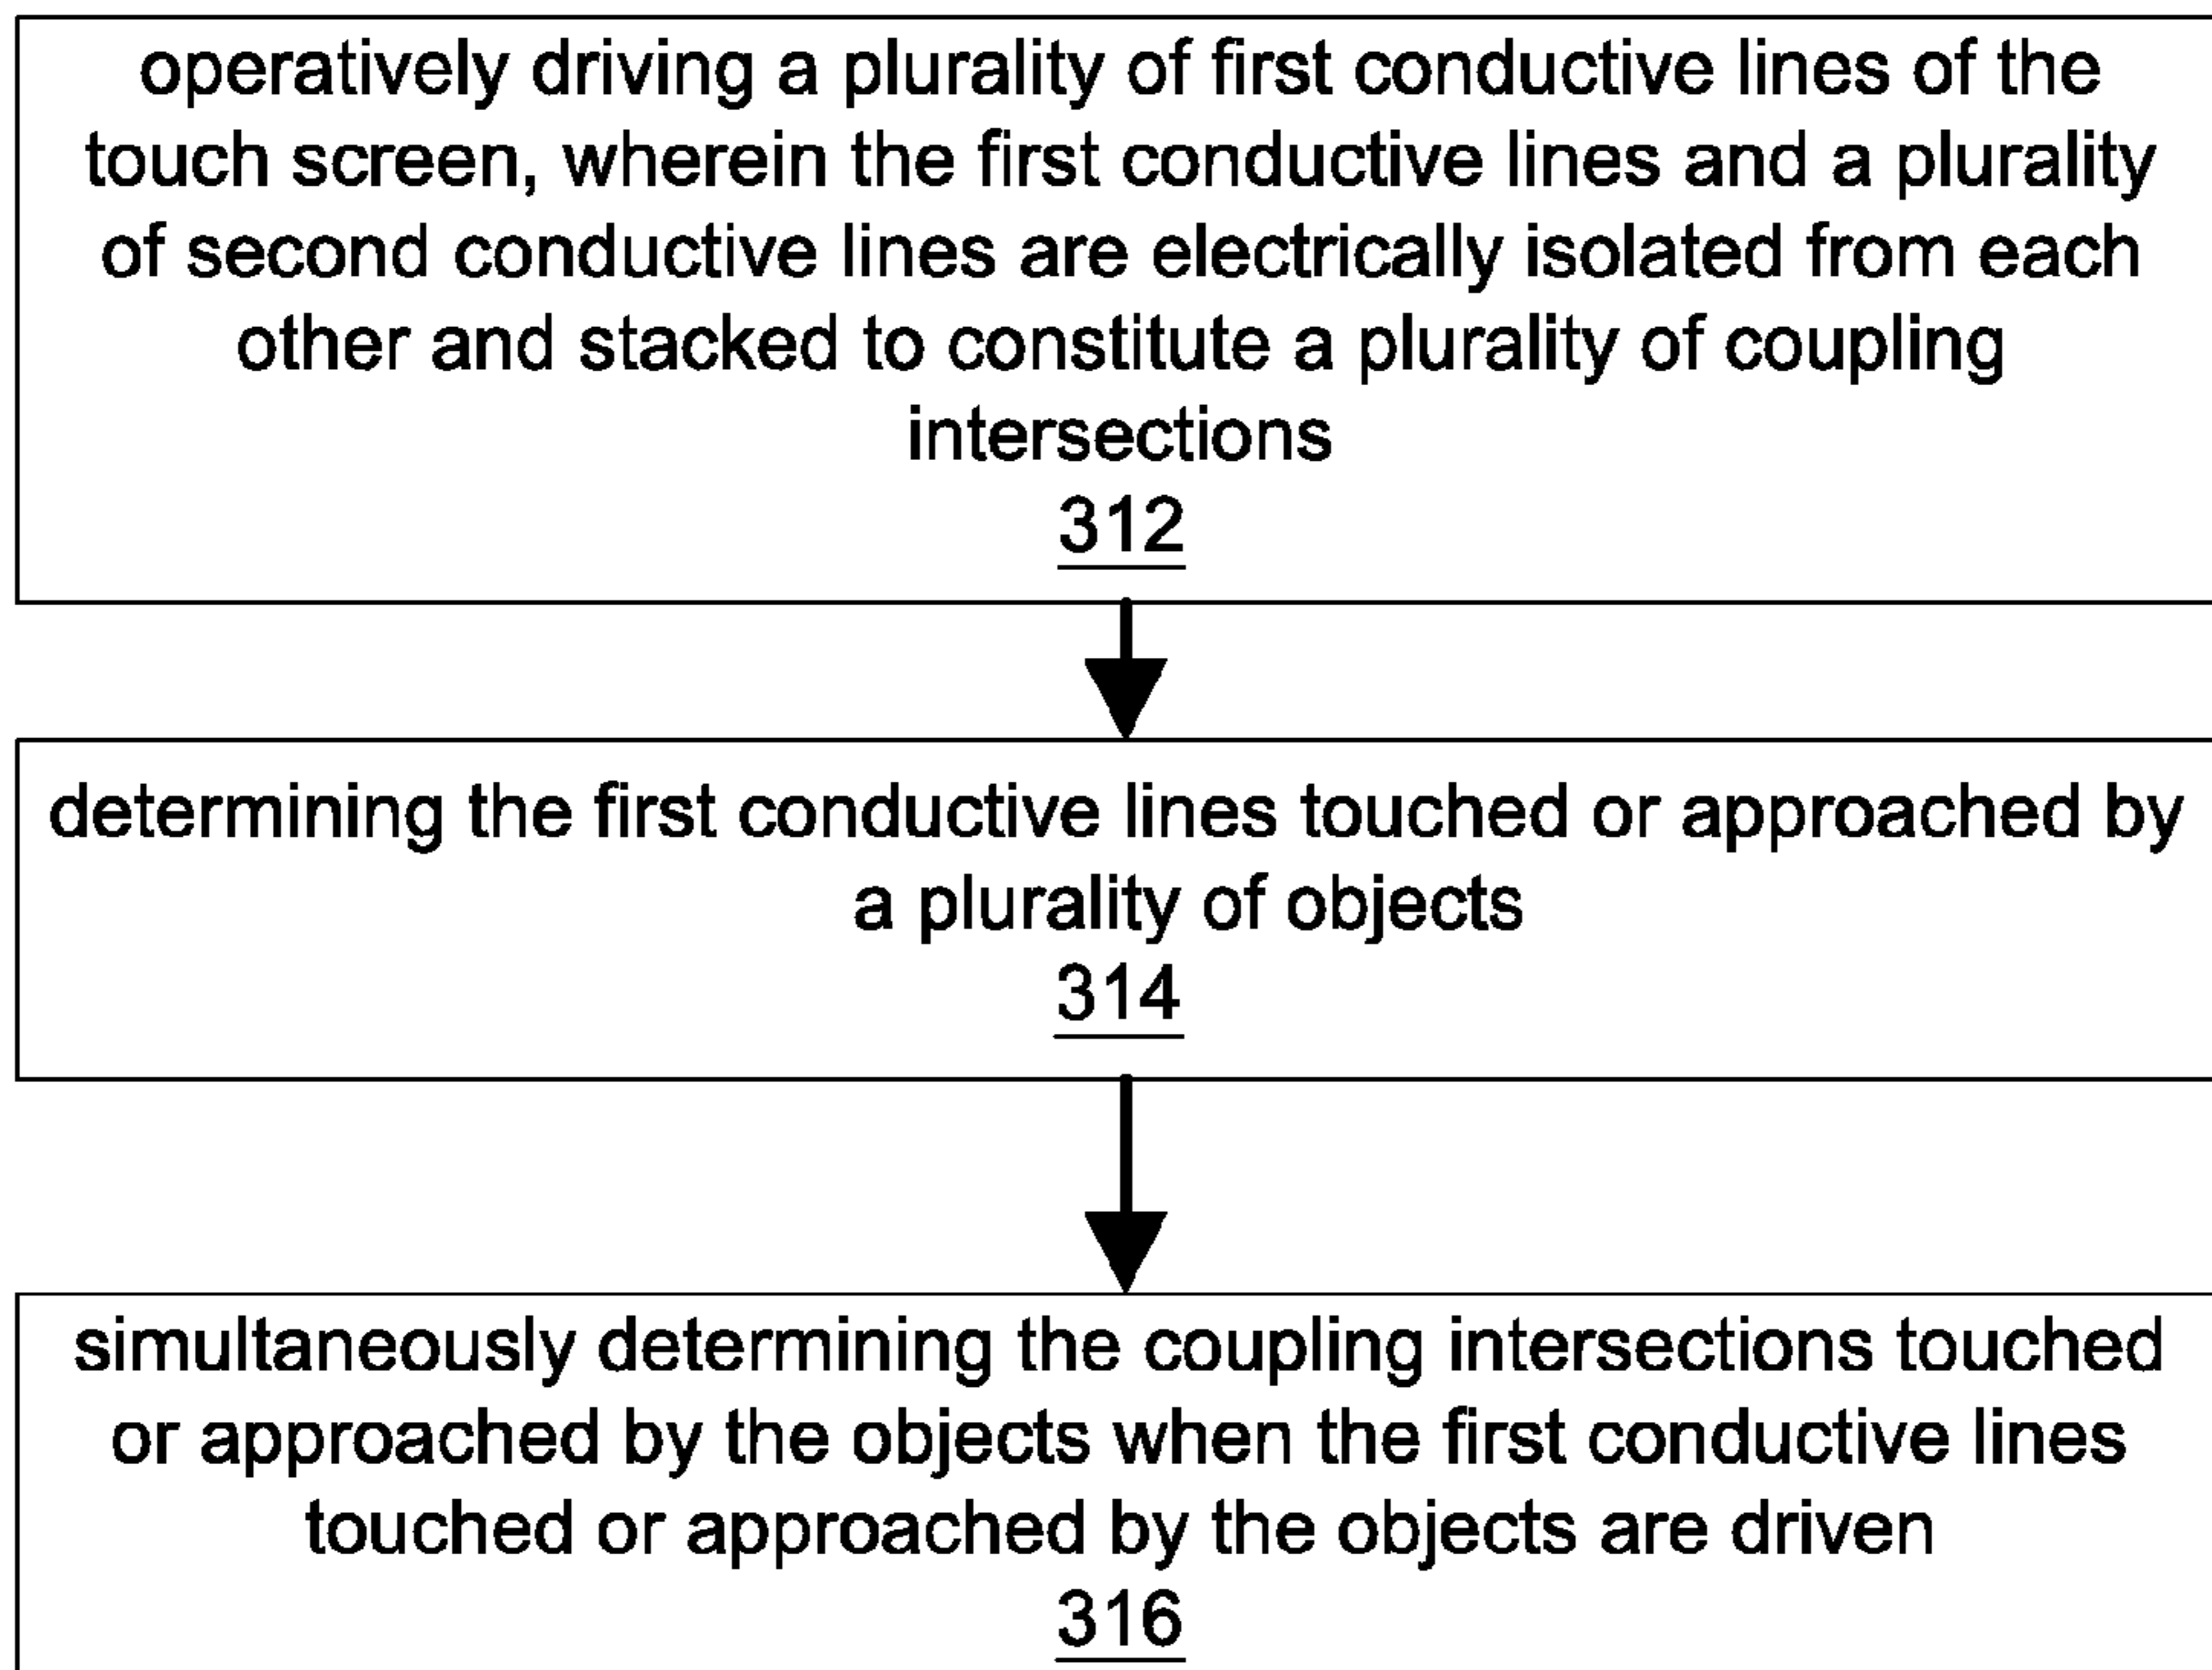 operatively driving a plurality of first conductive lines of the
touch screen, wherein the first conductive lines and a plurality
of second conductive lines are electrically isolated from each
other and stacked to constitute a plurality of coupling
intersections
312
determining the first conductive lines touched or approached by
a plurality of objects
314
simultaneously determining the coupling intersections touched
or approached by the objects when the first conductive lines
touched or approached by the objects are driven
316